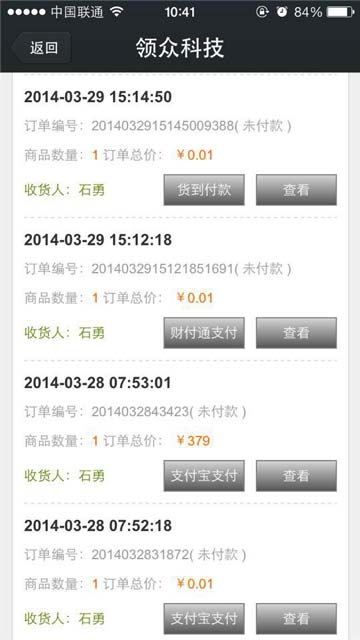 中国联通 10:41 84%
返回 领众科技
2014-03-29 15:14:50
订单编号：2014032915145009388( 未付款 )
商品数量：1 订单总价：￥0.01
收货人：石勇 货到付款 查看
2014-03-29 15:12:18
订单编号：2014032915121851691( 未付款 )
商品数量：1 订单总价：￥0.01
收货人：石勇 财付通支付 查看
2014-03-28 07:53:01
订单编号：2014032843423( 未付款 )
商品数量：1 订单总价：￥379
收货人：石勇 支付宝支付 查看
2014-03-28 07:52:18
订单编号：2014032831872( 未付款 )
商品数量：1 订单总价：￥0.01
收货人：石勇 支付宝支付 查看